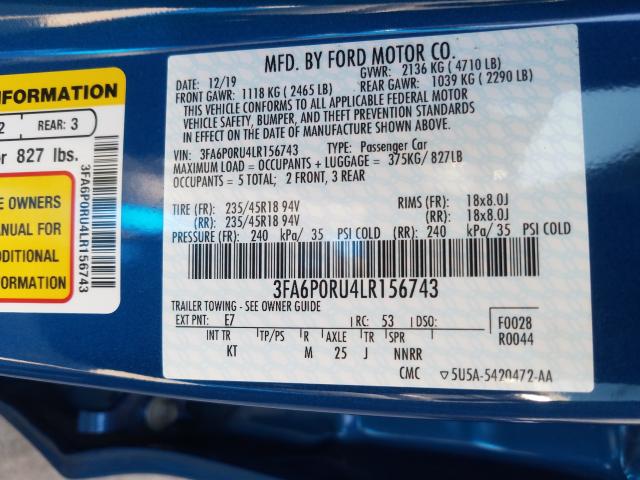 NFORMATION
2 REAR: 3
or 827 lbs.
E OWNERS
ANUAL FOR
ADDITIONAL
FORMATION
3FA6P0RU4LR156743
MFD. BY FORD MOTOR CO.
DATE: 12/19 GVWR: 2136 KG ( 4710 LB)
FRONT GAWR: 1118 KG ( 2465 LB) REAR GAWR: 1039 KG ( 2290 LB)
THIS VEHICLE CONFORMS TO ALL APPLICABLE FEDERAL MOTOR
VEHICLE SAFETY, BUMPER, AND THEFT PREVENTION STANDARDS
IN EFFECT ON THE DATE OF MANUFACTURE SHOWN ABOVE.
VIN: 3FA6P0RU4LR156743 TYPE: Passenger Car
MAXIMUM LOAD = OCCUPANTS + LUGGAGE = 375KG/ 827LB
OCCUPANTS = 5 TOTAL; 2 FRONT, 3 REAR
TIRE (FR): 235/45R18 94V RIMS (FR): 18x8.0J
(RR): 235/45R18 94V (RR): 18x8.0J
PRESSURE (FR): 240 kPa/ 35 PSI COLD (RR): 240 kPa/ 35 PSI COLD
3FA6P0RU4LR156743
TRAILER TOWING - SEE OWNER GUIDE
EXT PNT: E7 RC: 53 DSO: F0028
INT TR TP/PS R AXLE TR SPR R0044
KT M 25 J NNRR
CMC ▽5U5A-5420472-AA